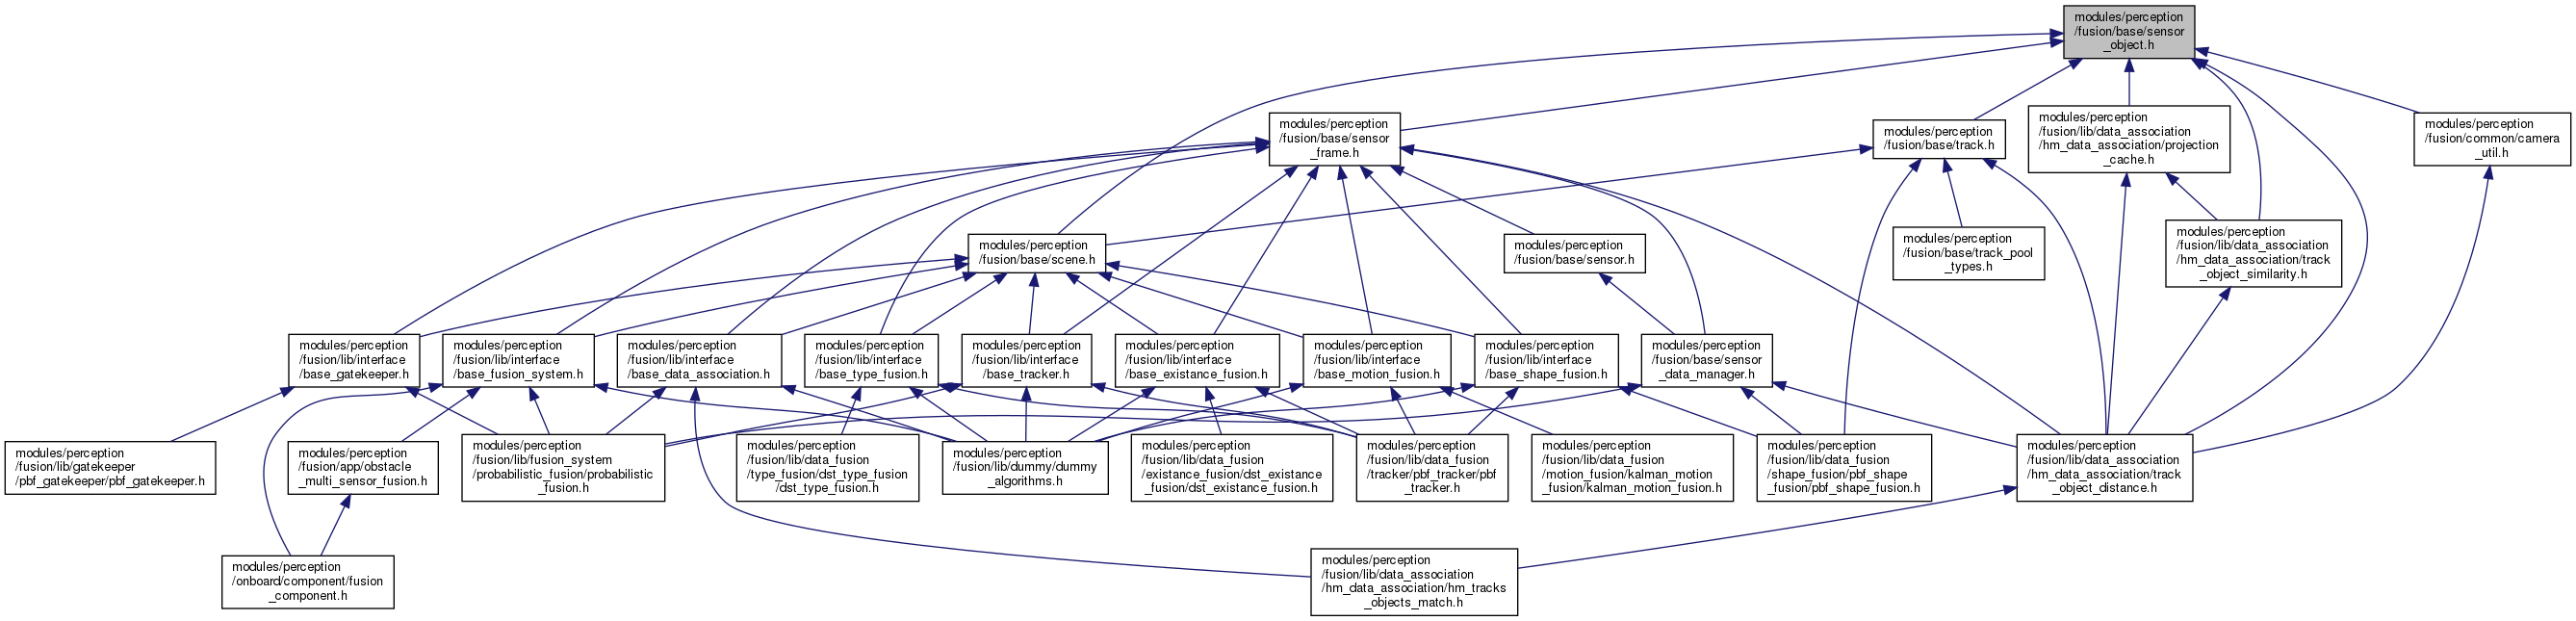 modules/perception
/fusion/base/sensor
_object.h
modules/perception
/fusion/base/sensor
_frame.h
modules/perception
/fusion/base/track.h
modules/perception
/fusion/lib/data_association
/hm_data_association/projection
_cache.h
modules/perception
/fusion/common/camera
_util.h
modules/perception
/fusion/base/scene.h
modules/perception
/fusion/base/sensor.h
modules/perception
/fusion/base/track_pool
_types.h
modules/perception
/fusion/lib/data_association
/hm_data_association/track
_object_similarity.h
modules/perception
/fusion/lib/interface
/base_gatekeeper.h
modules/perception
/fusion/lib/interface
/base_fusion_system.h
modules/perception
/fusion/lib/interface
/base_data_association.h
modules/perception
/fusion/lib/interface
/base_type_fusion.h
modules/perception
/fusion/lib/interface
/base_tracker.h
modules/perception
/fusion/lib/interface
/base_existance_fusion.h
modules/perception
/fusion/lib/interface
/base_motion_fusion.h
modules/perception
/fusion/lib/interface
/base_shape_fusion.h
modules/perception
/fusion/base/sensor
_data_manager.h
modules/perception
/fusion/lib/gatekeeper
/pbf_gatekeeper/pbf_gatekeeper.h
modules/perception
/fusion/app/obstacle
_multi_sensor_fusion.h
modules/perception
/fusion/lib/fusion_system
/probabilistic_fusion/probabilistic
_fusion.h
modules/perception
/fusion/lib/data_fusion
/type_fusion/dst_type_fusion
/dst_type_fusion.h
modules/perception
/fusion/lib/dummy/dummy
_algorithms.h
modules/perception
/fusion/lib/data_fusion
/existance_fusion/dst_existance
_fusion/dst_existance_fusion.h
modules/perception
/fusion/lib/data_fusion
/tracker/pbf_tracker/pbf
_tracker.h
modules/perception
/fusion/lib/data_fusion
/motion_fusion/kalman_motion
_fusion/kalman_motion_fusion.h
modules/perception
/fusion/lib/data_fusion
/shape_fusion/pbf_shape
_fusion/pbf_shape_fusion.h
modules/perception
/fusion/lib/data_association
/hm_data_association/track
_object_distance.h
modules/perception
/onboard/component/fusion
_component.h
modules/perception
/fusion/lib/data_association
/hm_data_association/hm_tracks
_objects_match.h